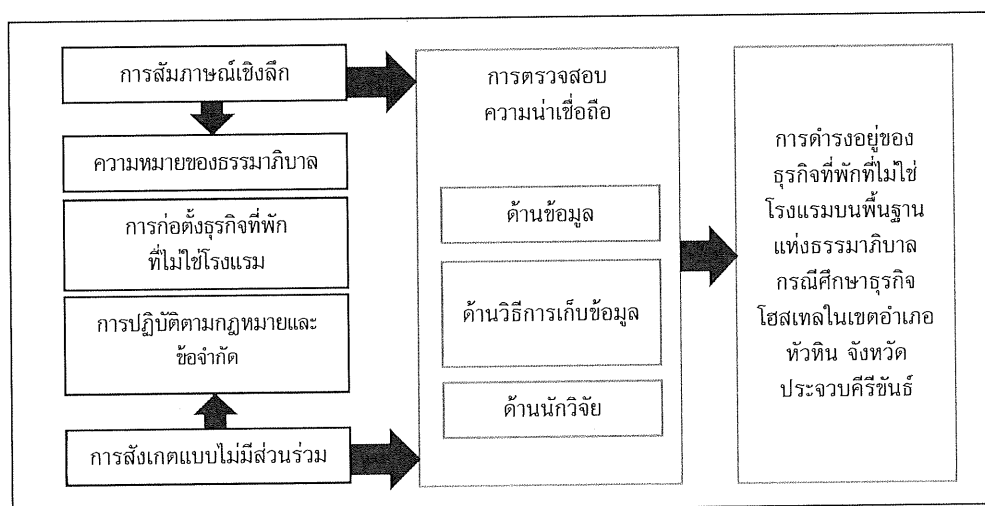 การสัมภาษณ์เชิงลึก
ความหมายของธรรมาภิบาล
การก่อตั้งธุรกิจที่พัก
ที่ไม่ใช่โรงแรม
การปฏิบัติตามกฎหมายและ
ข้อจำกัด
การสังเกตแบบไม่มีส่วนร่วม
การตรวจสอบ
ความน่าเชื่อถือ
ด้านข้อมูล
ด้านวิธีการเก็บข้อมูล
ด้านนักวิจัย
การดำรงอยู่ของ
ธุรกิจที่พักที่ไม่ใช่
โรงแรมบนพื้นฐาน
แห่งธรรมาภิบาล
กรณีศึกษาธุรกิจ
โฮสเทลในเขตอำเภอ
หัวหิน จังหวัด
ประจวบคีรีขันธ์